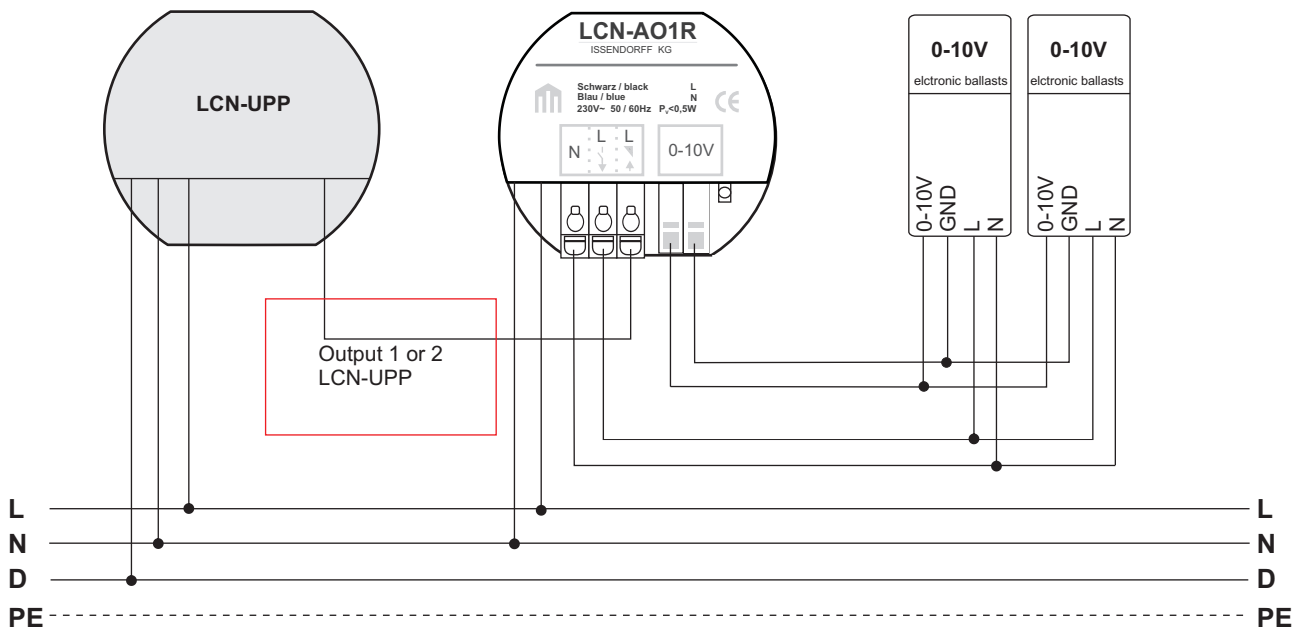 LCN-UPP
LCN-AO1R
ISSENDORFF KG
Schwarz / black L
Blau / blue N
230V~ 50 / 60Hz Pv<0,5W
CE
N L L
0-10V
0-10V
elctronic ballasts
0-10V
GND
L
N
0-10V
elctronic ballasts
0-10V
GND
L
N
Output 1 or 2
LCN-UPP
L L
N N
D D
PE PE